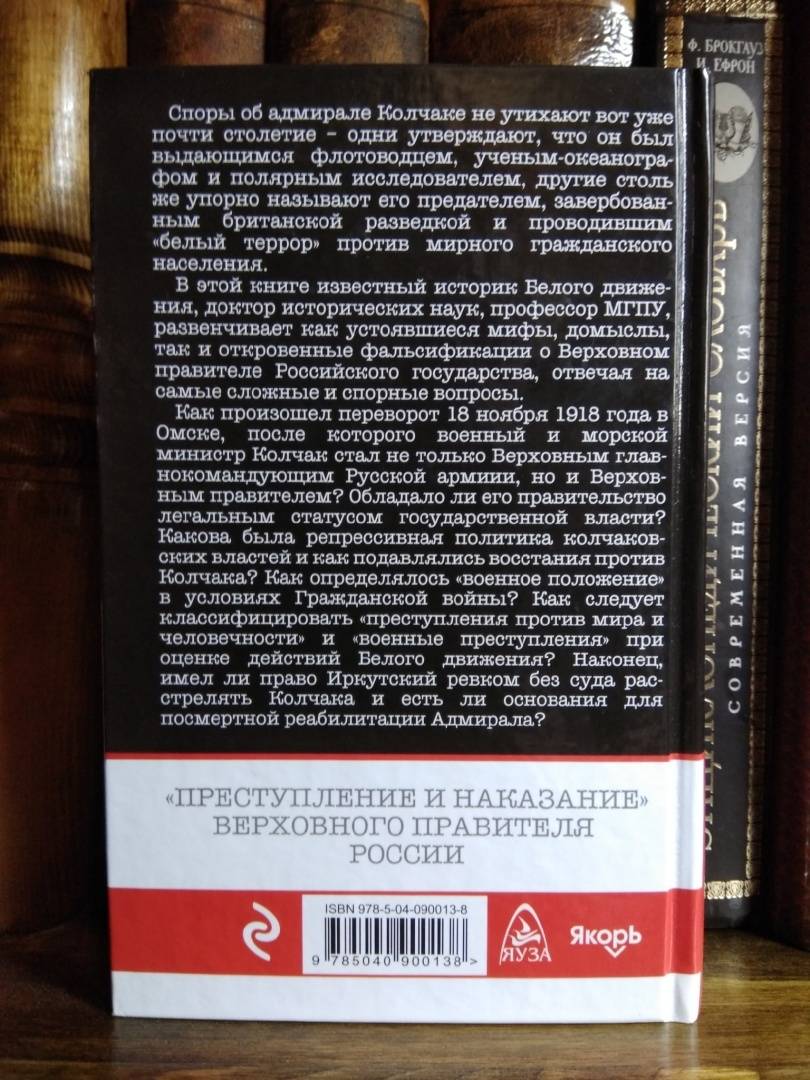 Споры об адмирале Колчаке не утихают вот уже
почти столетие – одни утверждают, что он был
выдающимся флотоводцем, ученым-океаногра-
фом и полярным исследователем, другие столь
же упорно называют его предателем, завербован-
ным британской разведкой и проводившим
«белый террор» против мирного гражданского
населения.
В этой книге известный историк Белого движе-
ния, доктор исторических наук, профессор МГПУ,
развенчивает как устоявшиеся мифы, домыслы,
так и откровенные фальсификации о Верховном
правителе Российского государства, отвечая на
самые сложные и спорные вопросы.
Как произошел переворот 18 ноября 1918 года в
Омске, после которого военный и морской
министр Колчак стал не только Верховным глав-
нокомандующим Русской армиии, но и Верхов-
ным правителем? Обладало ли его правительство
легальным статусом государственной власти?
Какова была репрессивная политика колчаков-
ских властей и как подавлялись восстания против
Колчака? Как определялось «военное положение»
в условиях Гражданской войны? Как следует
классифицировать «преступления против мира и
человечности» и «военные преступления» при
оценке действий Белого движения? Наконец,
имел ли право Иркутский ревком без суда рас-
стрелять Колчака и есть ли основания для
посмертной реабилитации Адмирала?
«ПРЕСТУПЛЕНИЕ И НАКАЗАНИЕ»
ВЕРХОВНОГО ПРАВИТЕЛЯ
РОССИИ
ISBN 978-5-04-090013-8
9 785040 900138 >
ЯУЗА
ЯкорЬ
Ф. БРОКГАУЗ
И. ЕФРОН
СЛОВАРЬ
СОВРЕМЕННАЯ ВЕРСИЯ